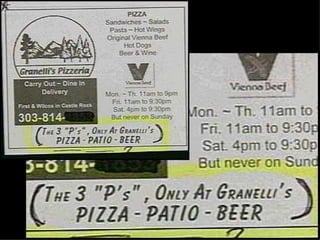 Granelli's Pizzeria
Carry Out ~ Dine In
Delivery
First & Wilcox in Castle Rock
303-814-
PIZZA
Sandwiches ~ Salads
Pasta ~ Hot Wings
Original Vienna Beef
Hot Dogs
Beer & Wine
Vienna Beef
Mon. ~ Th. 11am to 9pm
Fri. 11am to 9:30pm
Sat. 4pm to 9:30pm
But never on Sunday
(THE 3 "P's", ONLY AT GRANELLI'S
PIZZA - PATIO - BEER)
?
Vienna Beef
Mon. ~ Th. 11am to
Fri. 11am to 9:30p
Sat. 4pm to 9:30p
But never on Sund
3-814-
(THE 3 "P's", ONLY AT GRANELLI'S
PIZZA - PATIO - BEER)
?